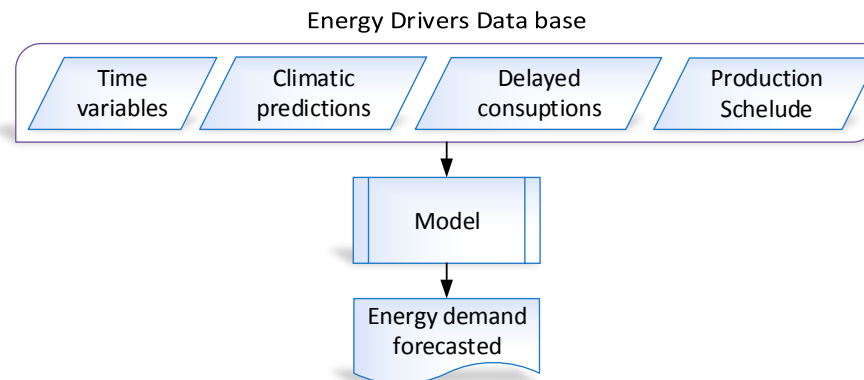 Energy Drivers Data base
Time
variables
Climatic
predictions
Delayed
consuptions
Production
Schelude
Model
Energy demand
forecasted